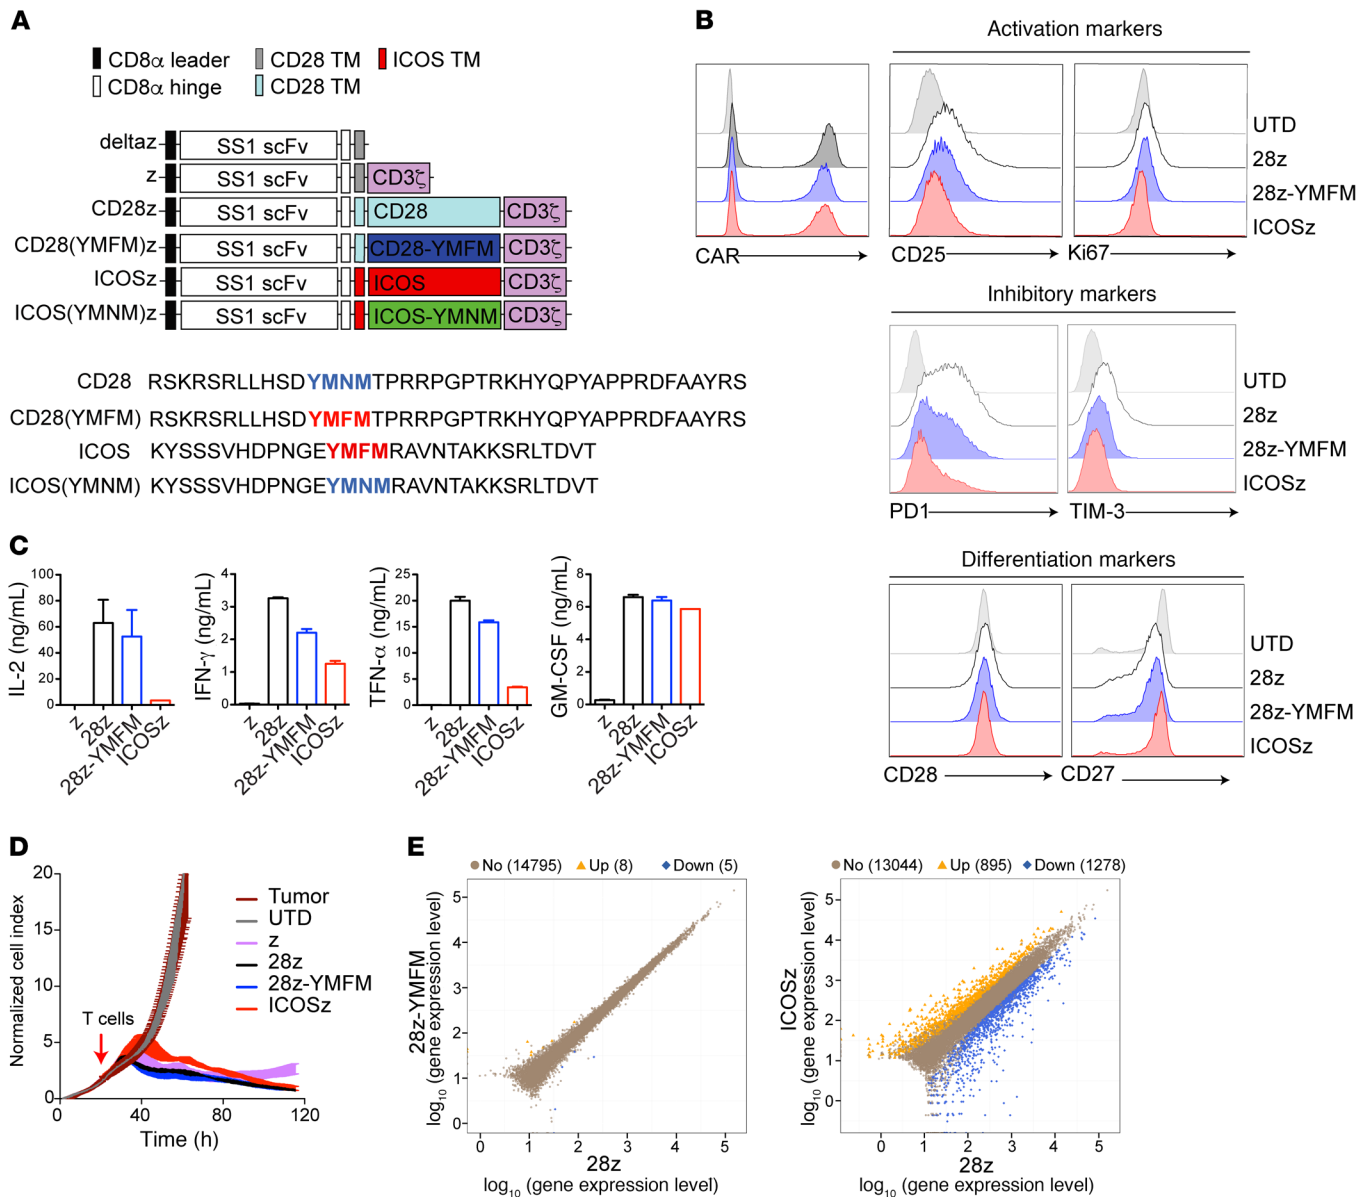 A
CD8α leader
CD28 TM
ICOS TM
CD8α hinge
CD28 TM
deltaz
SS1 scFv
z
SS1 scFv
CD3ζ
CD28z
SS1 scFv
CD28
CD3ζ
CD28(YMFM)z
SS1 scFv
CD28-YMFM
CD3ζ
ICOSz
SS1 scFv
ICOS
CD3ζ
ICOS(YMNM)z
SS1 scFv
ICOS-YMNM
CD3ζ
CD28 RSKRSRLLHSDYMNMTPRRPGPTRKHYQPYAPPRDFAAYRS
CD28(YMFM) RSKRSRLLHSDYMFMTPRRPGPTRKHYQPYAPPRDFAAYRS
ICOS KYSSSVHDPNGEYMFMRAVNTAKKSRLTDVT
ICOS(YMNM) KYSSSVHDPNGEYMNMRAVNTAKKSRLTDVT
B
Activation markers
UTD
28z
28z-YMFM
ICOSz
CAR
CD25
Ki67
Inhibitory markers
UTD
28z
28z-YMFM
ICOSz
PD1
TIM-3
Differentiation markers
UTD
28z
28z-YMFM
ICOSz
CD28
CD27
C
IL-2 (ng/mL)
100
80
60
40
20
0
z
28z
28z-YMFM
ICOSz
IFN-γ (ng/mL)
4
3
2
1
0
z
28z
28z-YMFM
ICOSz
TFN-α (ng/mL)
25
20
15
10
5
0
z
28z
28z-YMFM
ICOSz
GM-CSF (ng/mL)
8
6
4
2
0
z
28z
28z-YMFM
ICOSz
D
Normalized cell index
20
15
10
5
0
T cells
Tumor
UTD
z
28z
28z-YMFM
ICOSz
0
40
80
120
Time (h)
E
No (14795)
Up (8)
Down (5)
28z-YMFM
log10 (gene expression level)
5
4
3
2
1
0
0
1
2
3
4
5
28z
log10 (gene expression level)
No (13044)
Up (895)
Down (1278)
ICOSz
log10 (gene expression level)
5
4
3
2
1
0
0
1
2
3
4
5
28z
log10 (gene expression level)